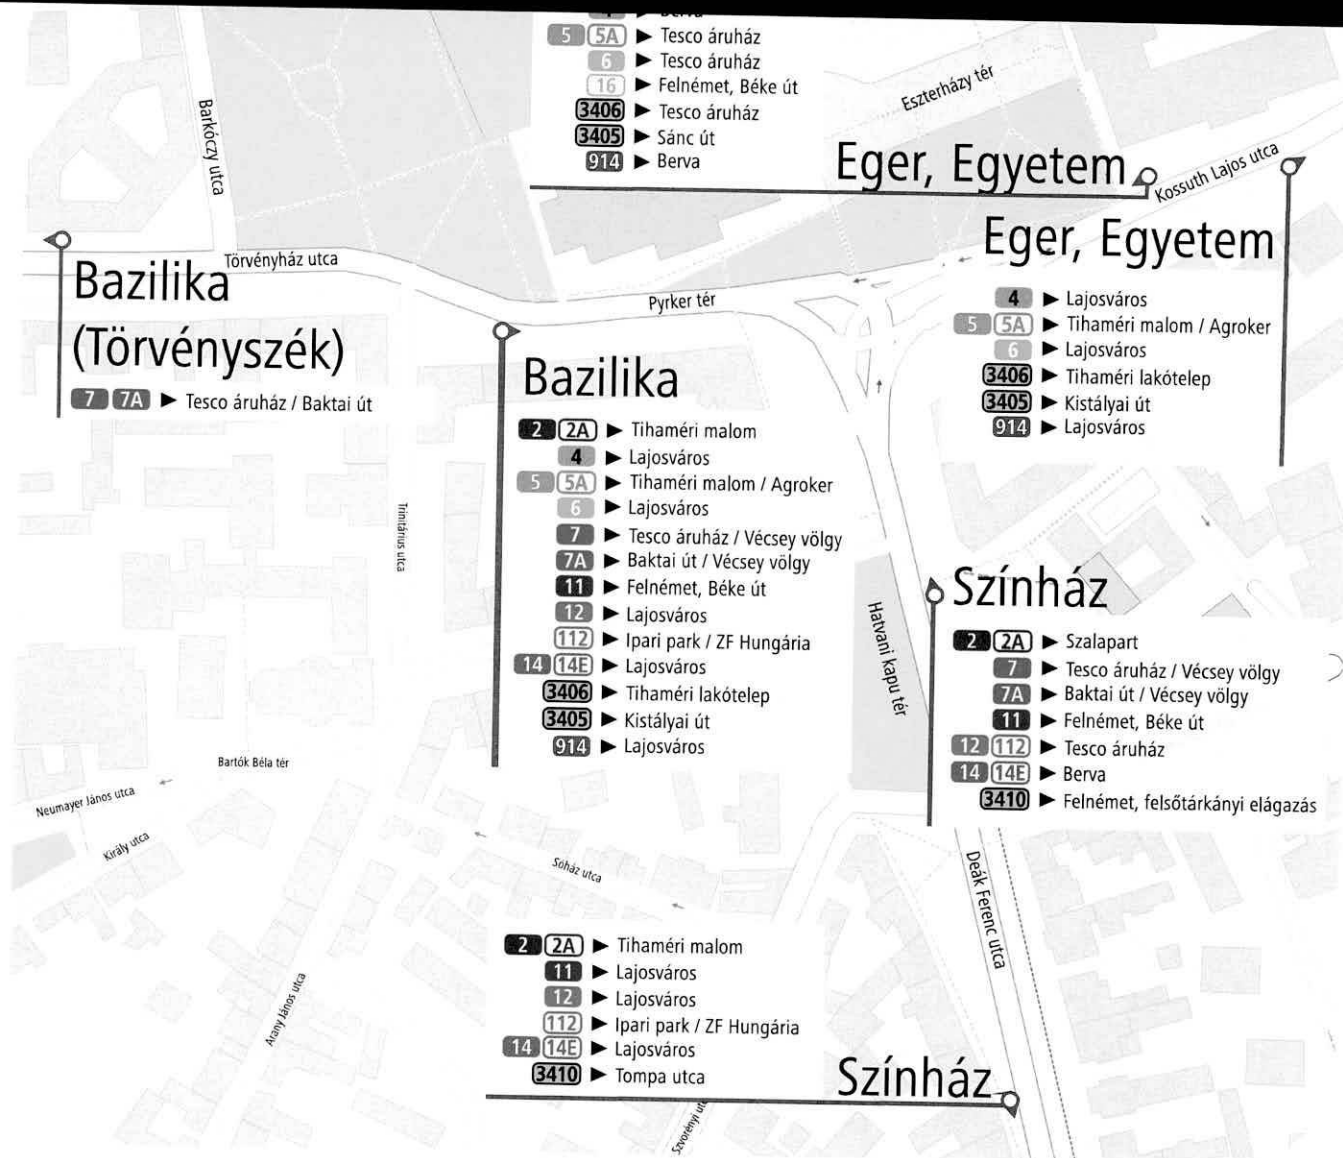 4 ► Berva
5 5A ► Tesco áruház
6 ► Tesco áruház
16 ► Felnémet, Béke út
3406 ► Tesco áruház
3405 ► Sánc út
914 ► Berva
Eger, Egyetem
Eszterházy tér
Kossuth Lajos utca
Barkóczy utca
Eger, Egyetem
4 ► Lajosváros
5 5A ► Tihaméri malom / Agroker
6 ► Lajosváros
3406 ► Tihaméri lakótelep
3405 ► Kistályai út
914 ► Lajosváros
Törvényház utca
Pyrker tér
Bazilika
(Törvényszék)
7 7A ► Tesco áruház / Baktai út
Bazilika
2 2A ► Tihaméri malom
4 ► Lajosváros
5 5A ► Tihaméri malom / Agroker
6 ► Lajosváros
7 ► Tesco áruház / Vécsey völgy
7A ► Baktai út / Vécsey völgy
11 ► Felnémet, Béke út
12 ► Lajosváros
112 ► Ipari park / ZF Hungária
14 14E ► Lajosváros
3406 ► Tihaméri lakótelep
3405 ► Kistályai út
914 ► Lajosváros
Trinitárius utca
Hatvani kapu tér
Színház
2 2A ► Szalapart
7 ► Tesco áruház / Vécsey völgy
7A ► Baktai út / Vécsey völgy
11 ► Felnémet, Béke út
12 112 ► Tesco áruház
14 14E ► Berva
3410 ► Felnémet, felsőtárkányi elágazás
Bartók Béla tér
Neumayer János utca
Király utca
Sóház utca
Deák Ferenc utca
Arany János utca
2 2A ► Tihaméri malom
11 ► Lajosváros
12 ► Lajosváros
112 ► Ipari park / ZF Hungária
14 14E ► Lajosváros
3410 ► Tompa utca
Színház
Szvorényi